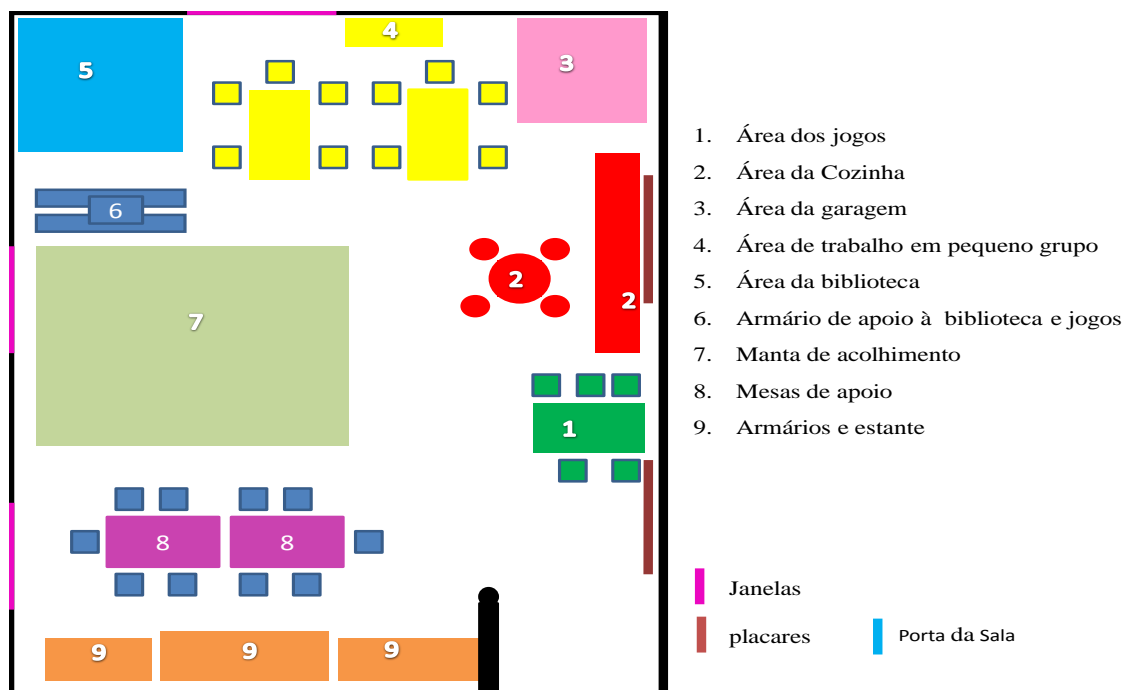 4
5
3
6
2
2
7
1
8 8
9 9 9
1. Área dos jogos
2. Área da Cozinha
3. Área da garagem
4. Área de trabalho em pequeno grupo
5. Área da biblioteca
6. Armário de apoio à biblioteca e jogos
7. Manta de acolhimento
8. Mesas de apoio
9. Armários e estante
Janelas
placares
Porta da Sala